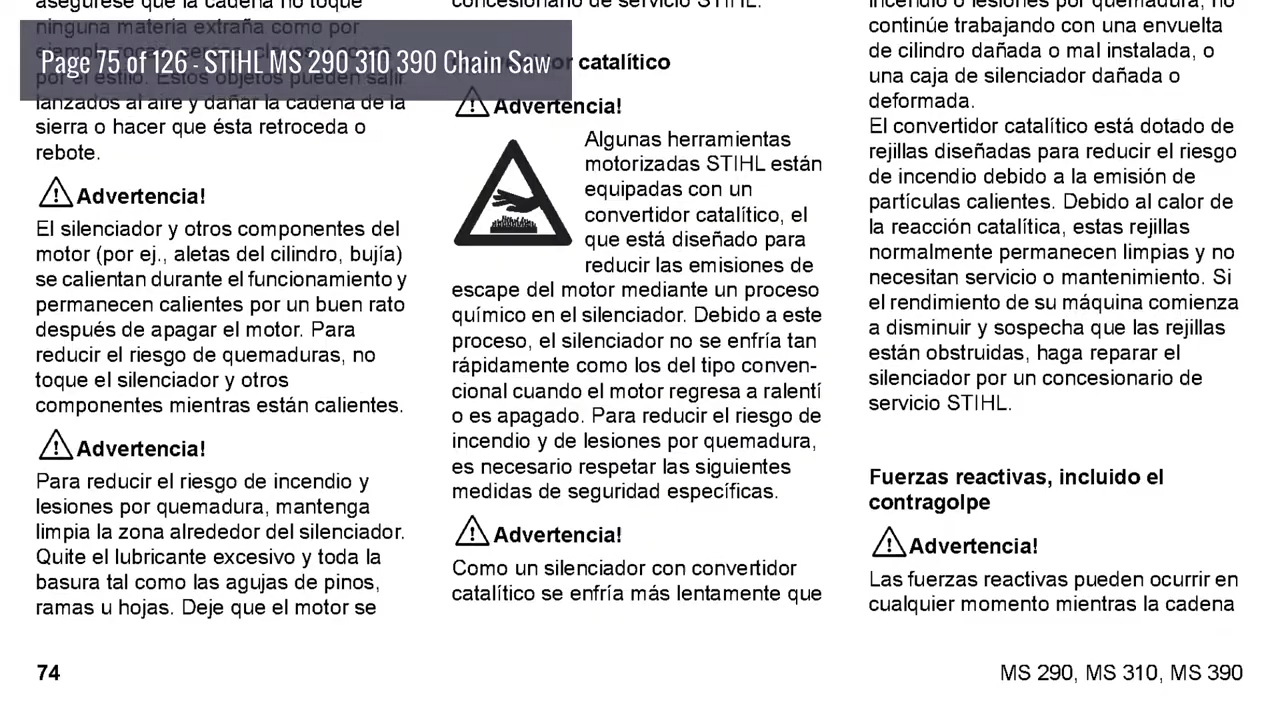 Page 75 of 126 - STIHL MS 290 310 390 Chain Saw
asegúrese que la cadena no toque
ninguna materia extraña como por
por el estilo. Estos objetos pueden salir
lanzados al aire y dañar la cadena de la
sierra o hacer que ésta retroceda o
rebote.
Advertencia!
El silenciador y otros componentes del
motor (por ej., aletas del cilindro, bujía)
se calientan durante el funcionamiento y
permanecen calientes por un buen rato
después de apagar el motor. Para
reducir el riesgo de quemaduras, no
toque el silenciador y otros
componentes mientras están calientes.
Advertencia!
Para reducir el riesgo de incendio y
lesiones por quemadura, mantenga
limpia la zona alrededor del silenciador.
Quite el lubricante excesivo y toda la
basura tal como las agujas de pinos,
ramas u hojas. Deje que el motor se
concesionario de servicio STIHL.
catalítico
Advertencia!
Algunas herramientas
motorizadas STIHL están
equipadas con un
convertidor catalítico, el
que está diseñado para
reducir las emisiones de
escape del motor mediante un proceso
químico en el silenciador. Debido a este
proceso, el silenciador no se enfría tan
rápidamente como los del tipo conven-
cional cuando el motor regresa a ralentí
o es apagado. Para reducir el riesgo de
incendio y de lesiones por quemadura,
es necesario respetar las siguientes
medidas de seguridad específicas.
Advertencia!
Como un silenciador con convertidor
catalítico se enfría más lentamente que
incendio o lesiones por quemadura, no
continúe trabajando con una envuelta
de cilindro dañada o mal instalada, o
una caja de silenciador dañada o
deformada.
El convertidor catalítico está dotado de
rejillas diseñadas para reducir el riesgo
de incendio debido a la emisión de
partículas calientes. Debido al calor de
la reacción catalítica, estas rejillas
normalmente permanecen limpias y no
necesitan servicio o mantenimiento. Si
el rendimiento de su máquina comienza
a disminuir y sospecha que las rejillas
están obstruidas, haga reparar el
silenciador por un concesionario de
servicio STIHL.
Fuerzas reactivas, incluido el
contragolpe
Advertencia!
Las fuerzas reactivas pueden ocurrir en
cualquier momento mientras la cadena
74
MS 290, MS 310, MS 390